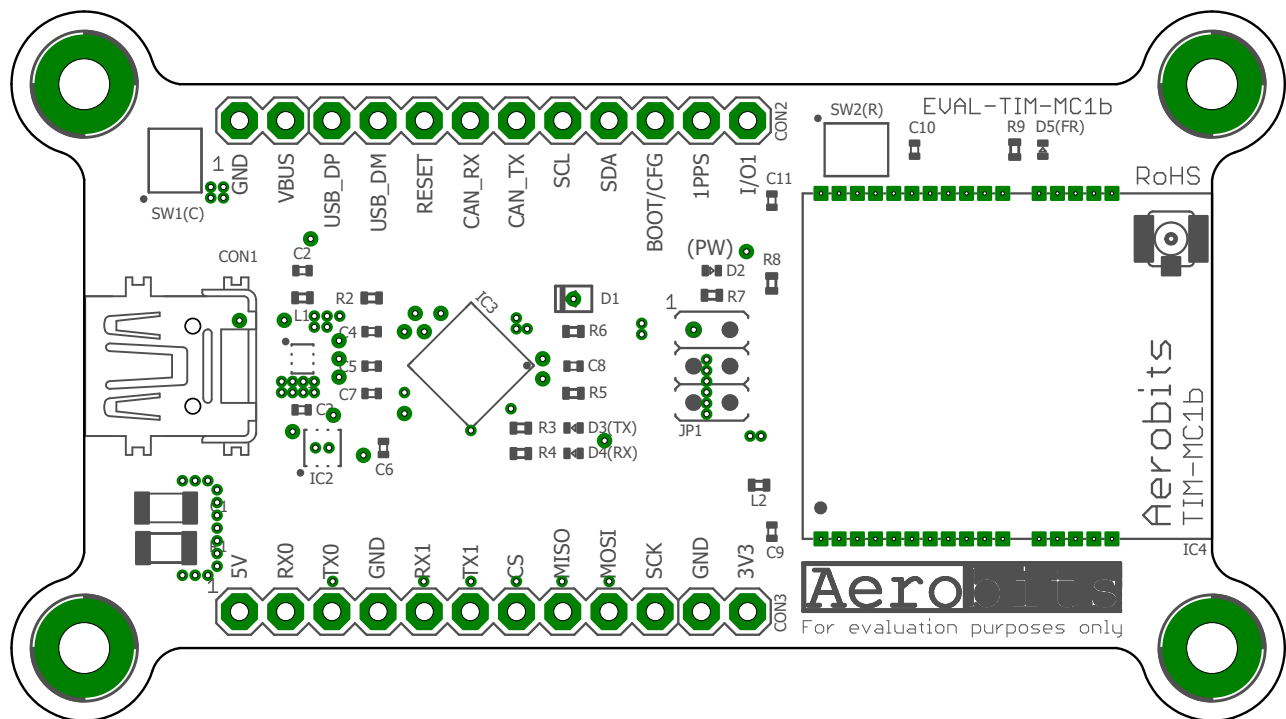 EVAL-TIM-MC1b
SW2(R)
C10
R9
D5(FR)
CON2
1
SW1(C)
GND
VBUS
USB_DP
USB_DM
RESET
CAN_RX
CAN_TX
SCL
SDA
BOOT/CFG
1PPS
I/O1
C11
RoHS
(PW)
CON1
C2
D2
R8
L1
R2
IC3
D1
R7
1
C4
R6
C5
C8
C7
R5
C3
R3
D3(TX)
JP1
R4
D4(RX)
IC2
C6
L2
Aerobits
TIM-MC1b
C9
IC4
5V
RX0
TX0
GND
RX1
TX1
CS
MISO
MOSI
SCK
GND
3V3
1
CON3
Aerobits
For evaluation purposes only